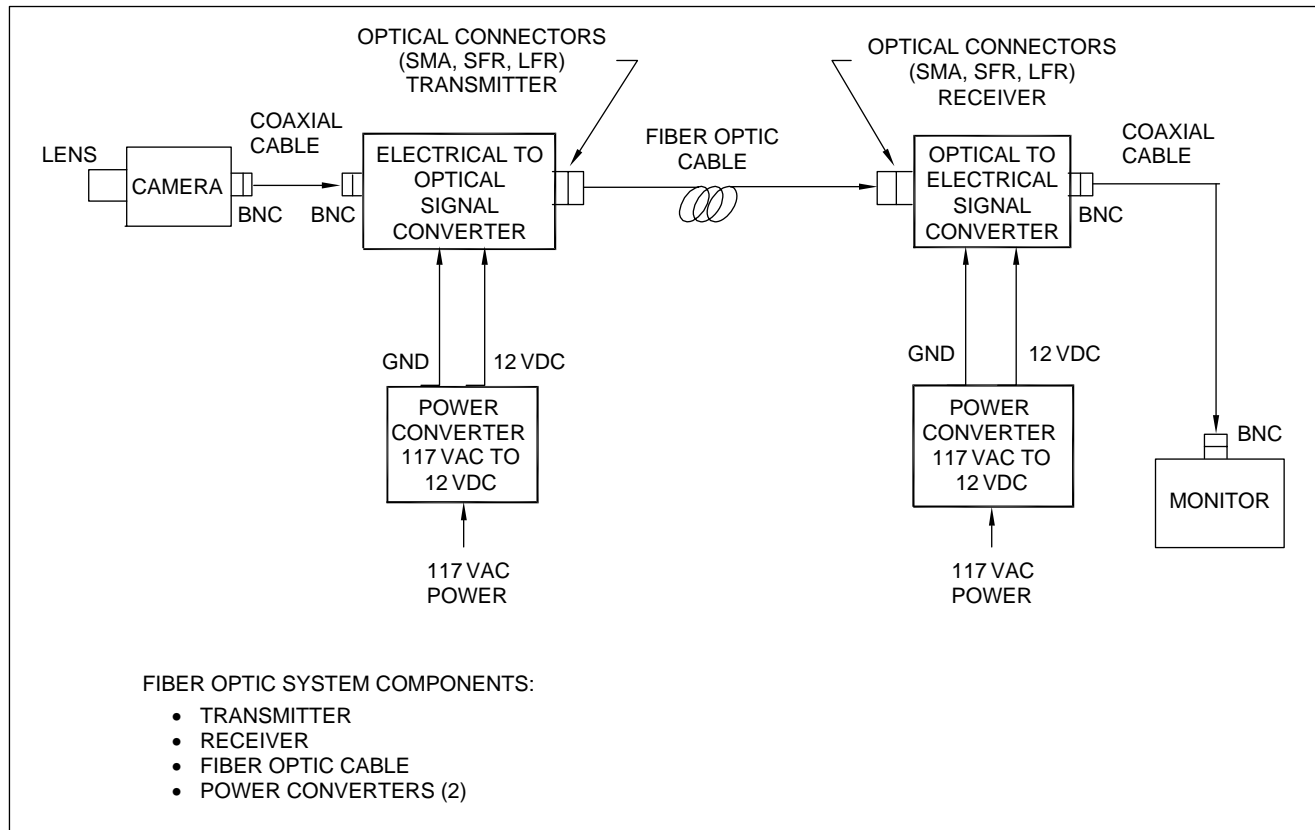 OPTICAL CONNECTORS
(SMA, SFR, LFR)
TRANSMITTER
OPTICAL CONNECTORS
(SMA, SFR, LFR)
RECEIVER
LENS
CAMERA
BNC
COAXIAL
CABLE
BNC
ELECTRICAL TO
OPTICAL
SIGNAL
CONVERTER
FIBER OPTIC
CABLE
OPTICAL TO
ELECTRICAL
SIGNAL
CONVERTER
BNC
COAXIAL
CABLE
GND
12 VDC
GND
12 VDC
POWER
CONVERTER
117 VAC TO
12 VDC
POWER
CONVERTER
117 VAC TO
12 VDC
BNC
MONITOR
117 VAC
POWER
117 VAC
POWER
FIBER OPTIC SYSTEM COMPONENTS:
• TRANSMITTER
• RECEIVER
• FIBER OPTIC CABLE
• POWER CONVERTERS (2)